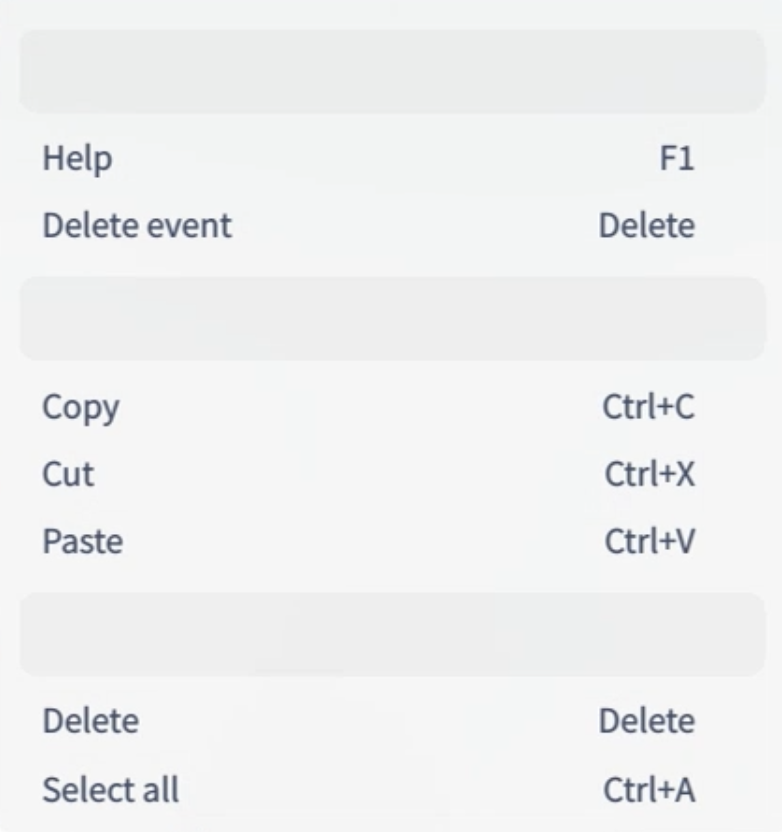 Help F1
Delete event Delete
Copy Ctrl+C
Cut Ctrl+X
Paste Ctrl+V
Delete Delete
Select all Ctrl+A